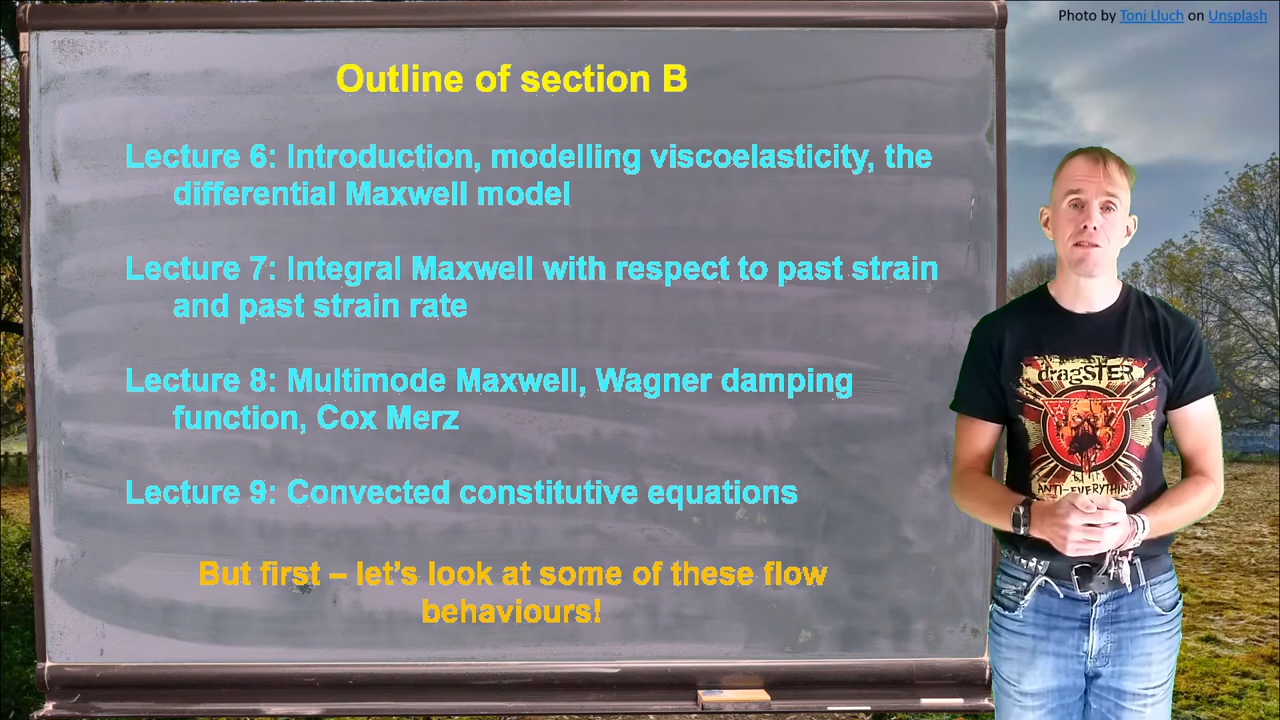 Photo by Toni Lluch on Unsplash
Outline of section B
Lecture 6: Introduction, modelling viscoelasticity, the
differential Maxwell model
Lecture 7: Integral Maxwell with respect to past strain
and past strain rate
Lecture 8: Multimode Maxwell, Wagner damping
function, Cox Merz
Lecture 9: Convected constitutive equations
But first – let's look at some of these flow
behaviours!
dragSTER
ANTI-EVERYTHING